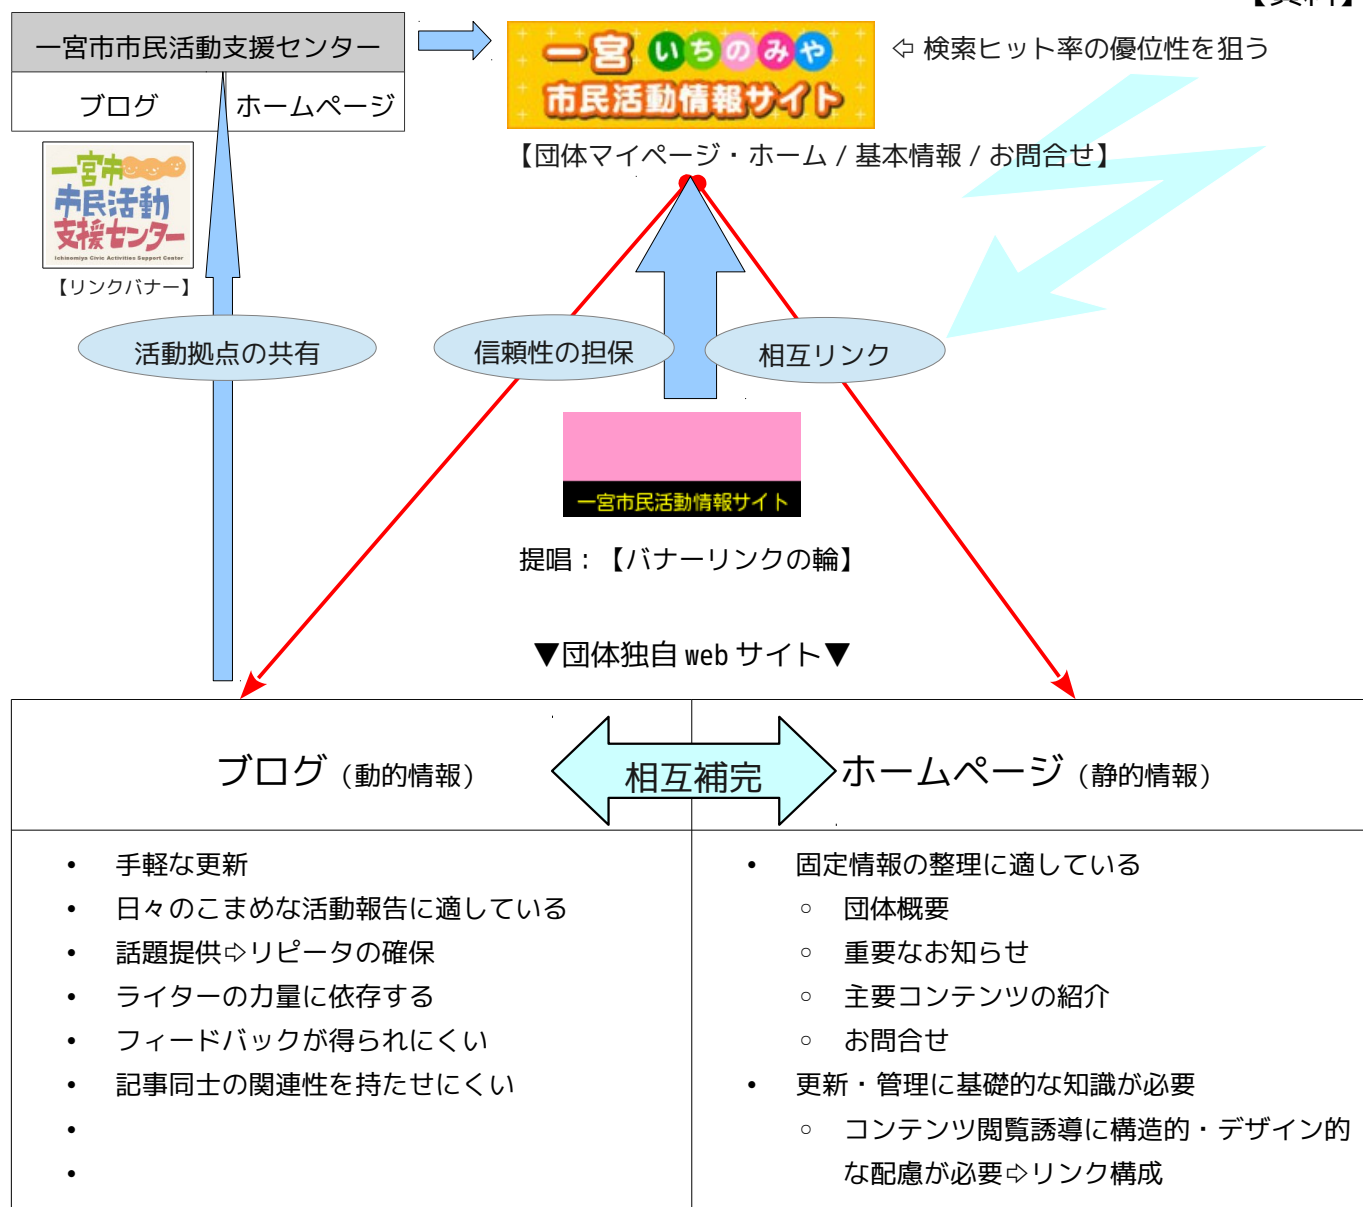 【資料】
一宮市市民活動支援センター
ブログ
ホームページ
一宮市
市民活動
支援センター
Ichinomiya Civic Activities Support Center
【リンクバナー】
一宮 いちのみや
市民活動情報サイト
⇦ 検索ヒット率の優位性を狙う
【団体マイページ・ホーム / 基本情報 / お問合せ】
活動拠点の共有
信頼性の担保
相互リンク
一宮市民活動情報サイト
提唱：【バナーリンクの輪】
▼団体独自 web サイト▼
ブログ（動的情報）
相互補完
ホームページ（静的情報）
• 手軽な更新
• 日々のこまめな活動報告に適している
• 話題提供⇨リピータの確保
• ライターの力量に依存する
• フィードバックが得られにくい
• 記事同士の関連性を持たせにくい
•
•
• 固定情報の整理に適している
◦ 団体概要
◦ 重要なお知らせ
◦ 主要コンテンツの紹介
◦ お問合せ
• 更新・管理に基礎的な知識が必要
◦ コンテンツ閲覧誘導に構造的・デザイン的
な配慮が必要⇨リンク構成